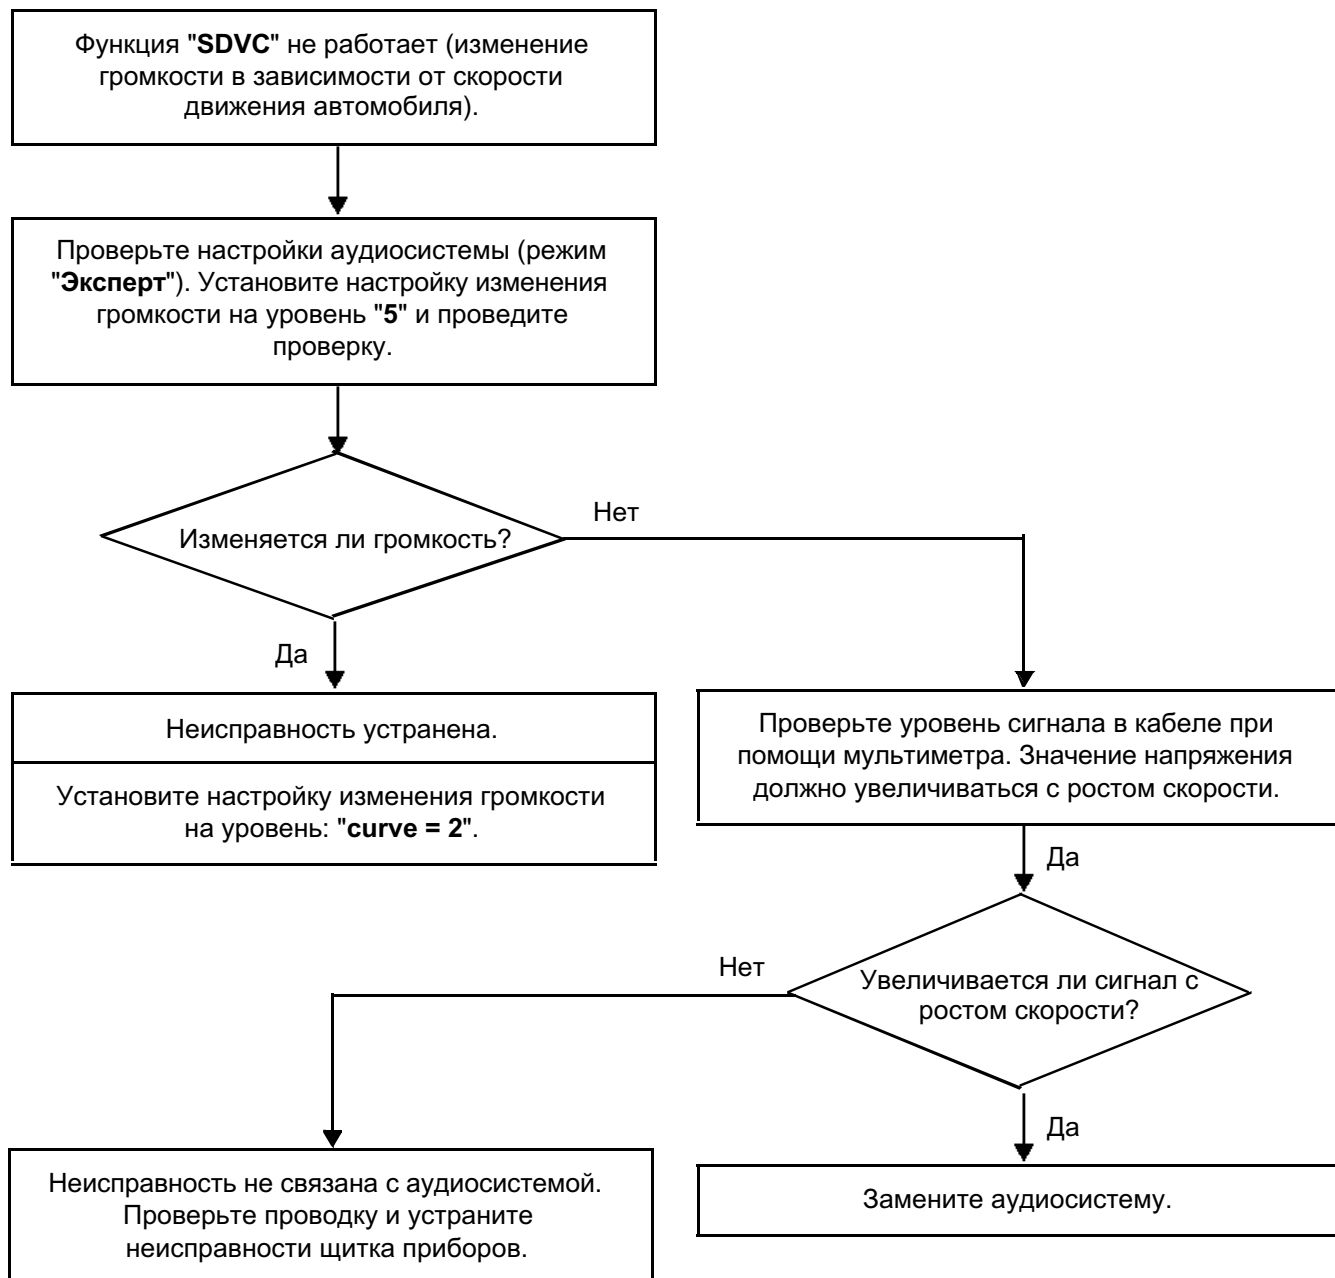 Функция "SDVC" не работает (изменение
громкости в зависимости от скорости
движения автомобиля).
Проверьте настройки аудиосистемы (режим
"Эксперт"). Установите настройку изменения
громкости на уровень "5" и проведите
проверку.
Изменяется ли громкость?
Нет
Да
Неисправность устранена.
Установите настройку изменения громкости
на уровень: "curve = 2".
Проверьте уровень сигнала в кабеле при
помощи мультиметра. Значение напряжения
должно увеличиваться с ростом скорости.
Да
Увеличивается ли сигнал с
ростом скорости?
Нет
Да
Неисправность не связана с аудиосистемой.
Проверьте проводку и устраните
неисправности щитка приборов.
Замените аудиосистему.